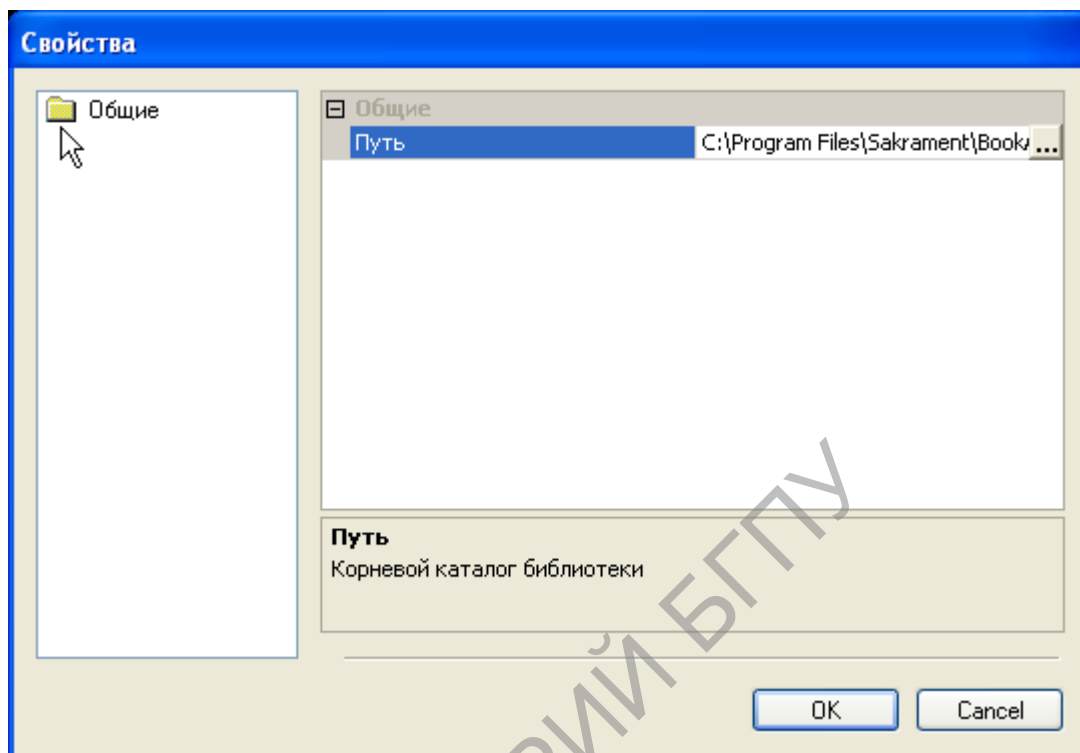 Свойства
Общие
Общие
Путь C:\Program Files\Sakrament\Book
...
Путь
Корневой каталог библиотеки
РИЙ БГПУ
OK Cancel